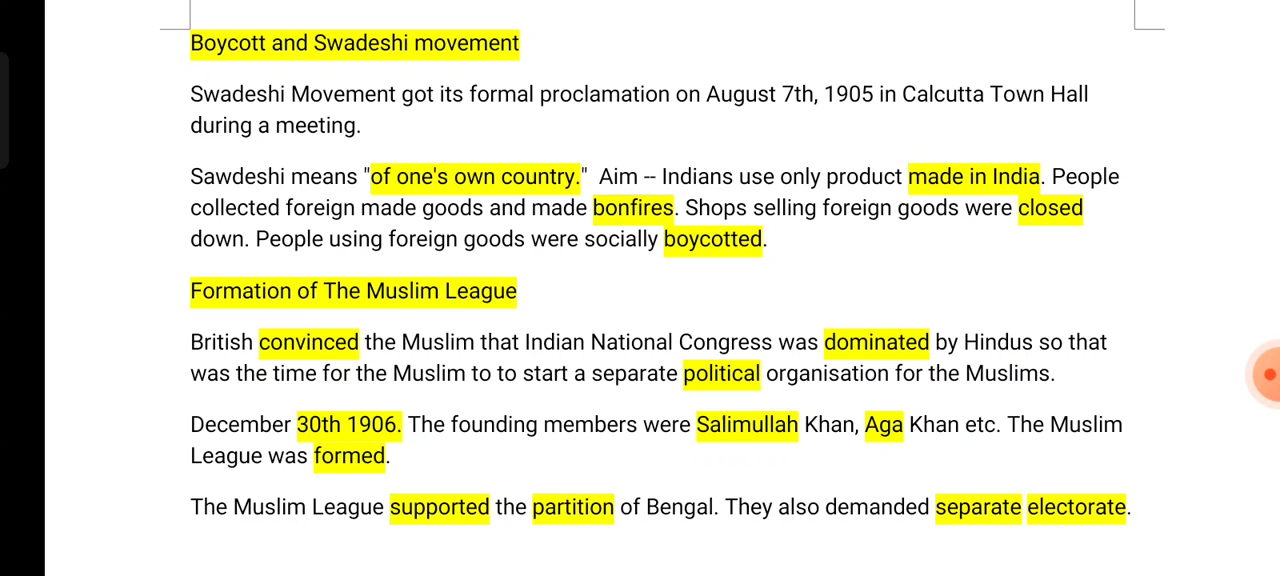 Boycott and Swadeshi movement
Swadeshi Movement got its formal proclamation on August 7th, 1905 in Calcutta Town Hall
during a meeting.
Sawdeshi means "of one's own country."  Aim -- Indians use only product made in India. People
collected foreign made goods and made bonfires. Shops selling foreign goods were closed
down. People using foreign goods were socially boycotted.
Formation of The Muslim League
British convinced the Muslim that Indian National Congress was dominated by Hindus so that
was the time for the Muslim to to start a separate political organisation for the Muslims.
December 30th 1906. The founding members were Salimullah Khan, Aga Khan etc. The Muslim
League was formed.
The Muslim League supported the partition of Bengal. They also demanded separate electorate.